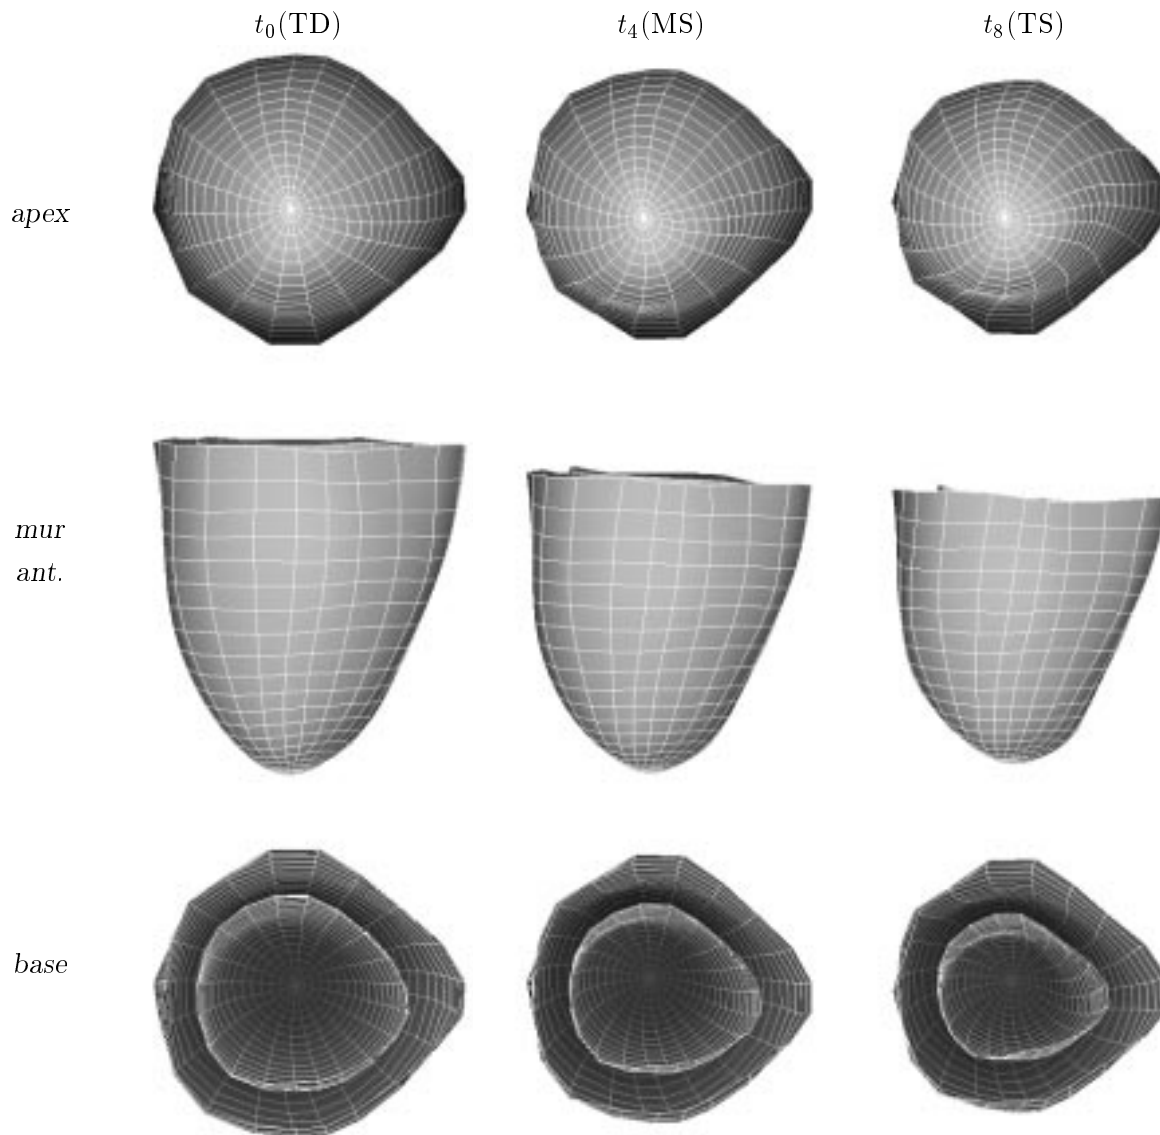 t₀(TD) t₄(MS) t₈(TS)
apex
mur
ant.
base